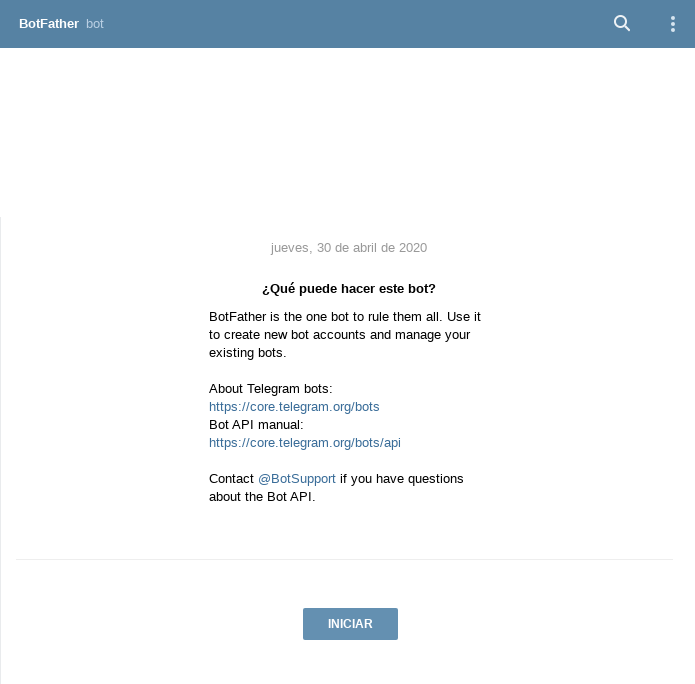 BotFather bot
jueves, 30 de abril de 2020
¿Qué puede hacer este bot?
BotFather is the one bot to rule them all. Use it
to create new bot accounts and manage your
existing bots.
About Telegram bots:
https://core.telegram.org/bots
Bot API manual:
https://core.telegram.org/bots/api
Contact @BotSupport if you have questions
about the Bot API.
INICIAR